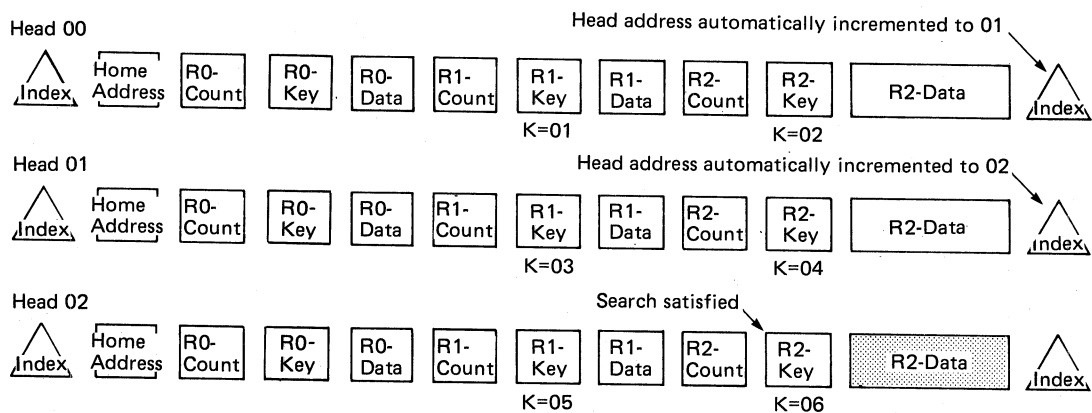 Head 00
Head address automatically incremented to 01
Index
Home
Address
R0-
Count
R0-
Key
R0-
Data
R1-
Count
R1-
Key
R1-
Data
R2-
Count
R2-
Key
R2-Data
Index
K=01
K=02
Head 01
Head address automatically incremented to 02
Index
Home
Address
R0-
Count
R0-
Key
R0-
Data
R1-
Count
R1-
Key
R1-
Data
R2-
Count
R2-
Key
R2-Data
Index
K=03
K=04
Head 02
Search satisfied
Index
Home
Address
R0-
Count
R0-
Key
R0-
Data
R1-
Count
R1-
Key
R1-
Data
R2-
Count
R2-
Key
R2-Data
Index
K=05
K=06